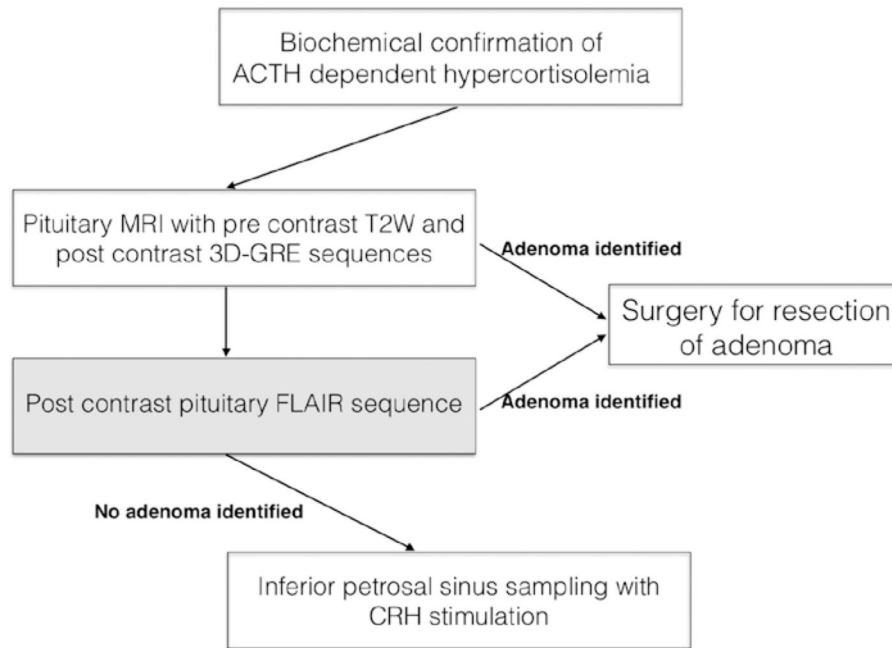 Biochemical confirmation of
ACTH dependent hypercortisolemia
Pituitary MRI with pre contrast T2W and
post contrast 3D-GRE sequences
Adenoma identified
Surgery for resection
of adenoma
Post contrast pituitary FLAIR sequence
Adenoma identified
No adenoma identified
Inferior petrosal sinus sampling with
CRH stimulation